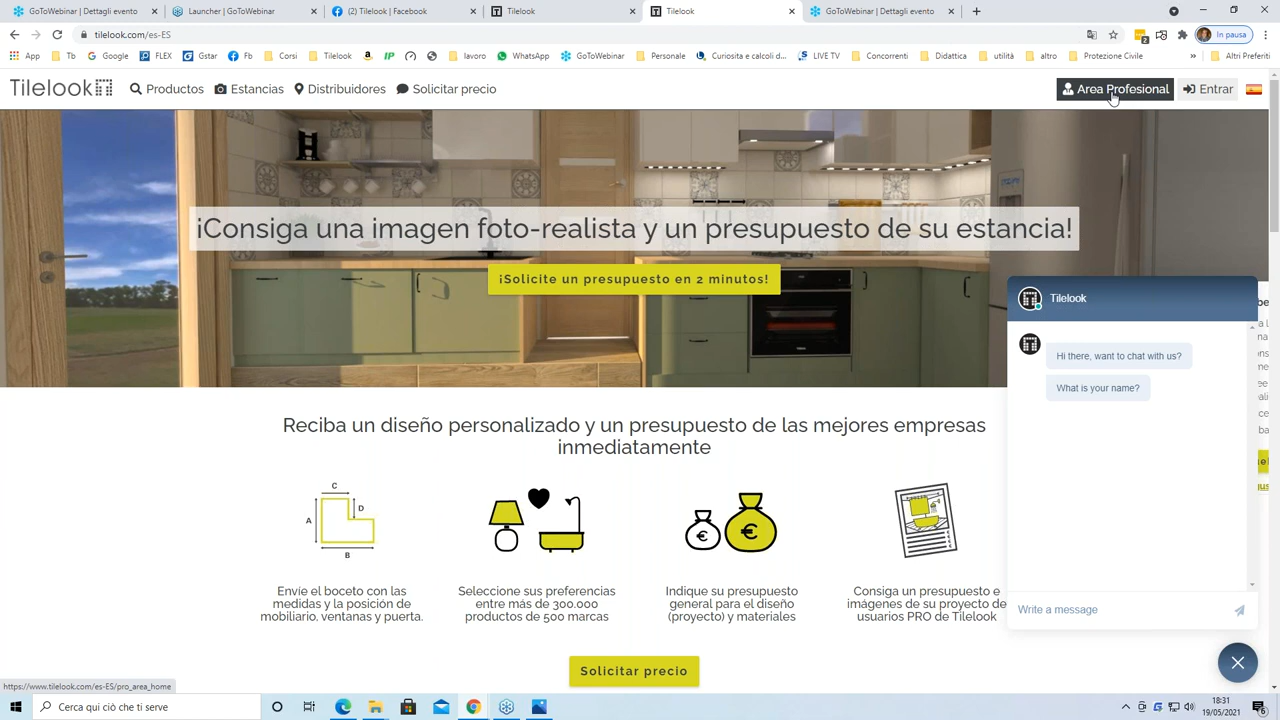 GoToWebinar | Dettagli evento
Launcher | GoToWebinar
(2) Tilelook | Facebook
Tilelook
Tilelook
GoToWebinar | Dettagli evento
tilelook.com/es-ES
In pausa
App
Tb
Google
FLEX
Gstar
Fb
Corsi
Tilelook
IP
lavoro
WhatsApp
GoToWebinar
Personale
Curiosita e calcoli d...
LIVE TV
Concorrenti
Didattica
utilità
altro
Protezione Civile
Altri Preferiti
Tilelook
Productos
Estancias
Distribuidores
Solicitar precio
Area Profesional
Entrar
¡Consiga una imagen foto-realista y un presupuesto de su estancia!
¡Solicite un presupuesto en 2 minutos!
Tilelook
Hi there, want to chat with us?
What is your name?
Write a message
Reciba un diseño personalizado y un presupuesto de las mejores empresas
inmediatamente
C
A
D
B
Envíe el boceto con las
medidas y la posición de
mobiliario, ventanas y puerta.
Seleccione sus preferencias
entre más de 300.000
productos de 500 marcas
Indique su presupuesto
general para el diseño
(proyecto) y materiales
Consiga un presupuesto e
imágenes de su proyecto de
usuarios PRO de Tilelook
Solicitar precio
https://www.tilelook.com/es-ES/pro_area_home
Cerca qui ciò che ti serve
18:31
19/05/2021